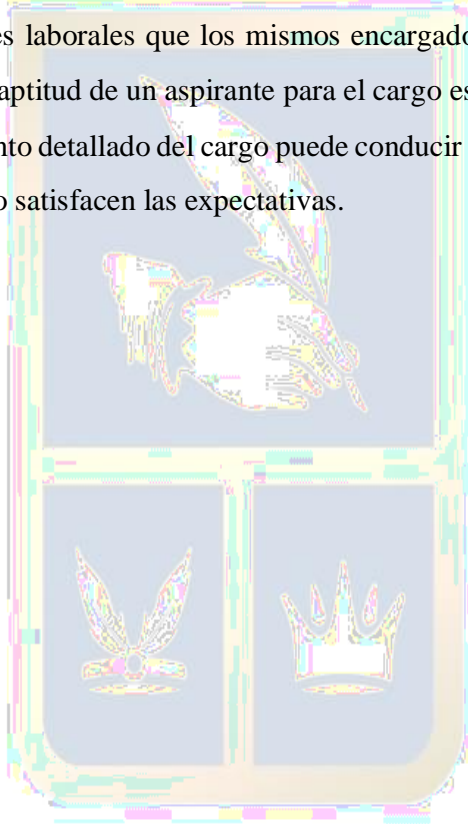 es laborales que los mismos encargado
aptitud de un aspirante para el cargo es
nto detallado del cargo puede conducir
o satisfacen las expectativas.